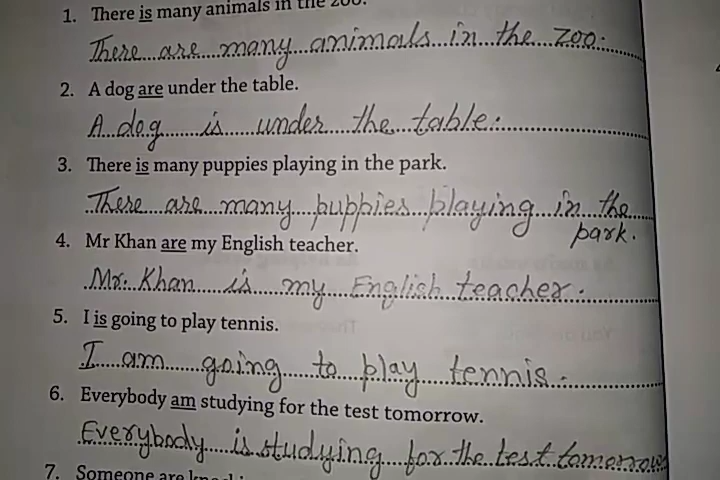 1. There is many animals in the zoo.
There are many animals in the zoo.
2. A dog are under the table.
A dog is under the table.
3. There is many puppies playing in the park.
There are many puppies playing in the
park.
4. Mr Khan are my English teacher.
Mr. Khan is my English teacher.
5. I is going to play tennis.
I am going to play tennis.
6. Everybody am studying for the test tomorrow.
Everybody is studying for the test tomorrow
7. Someone are